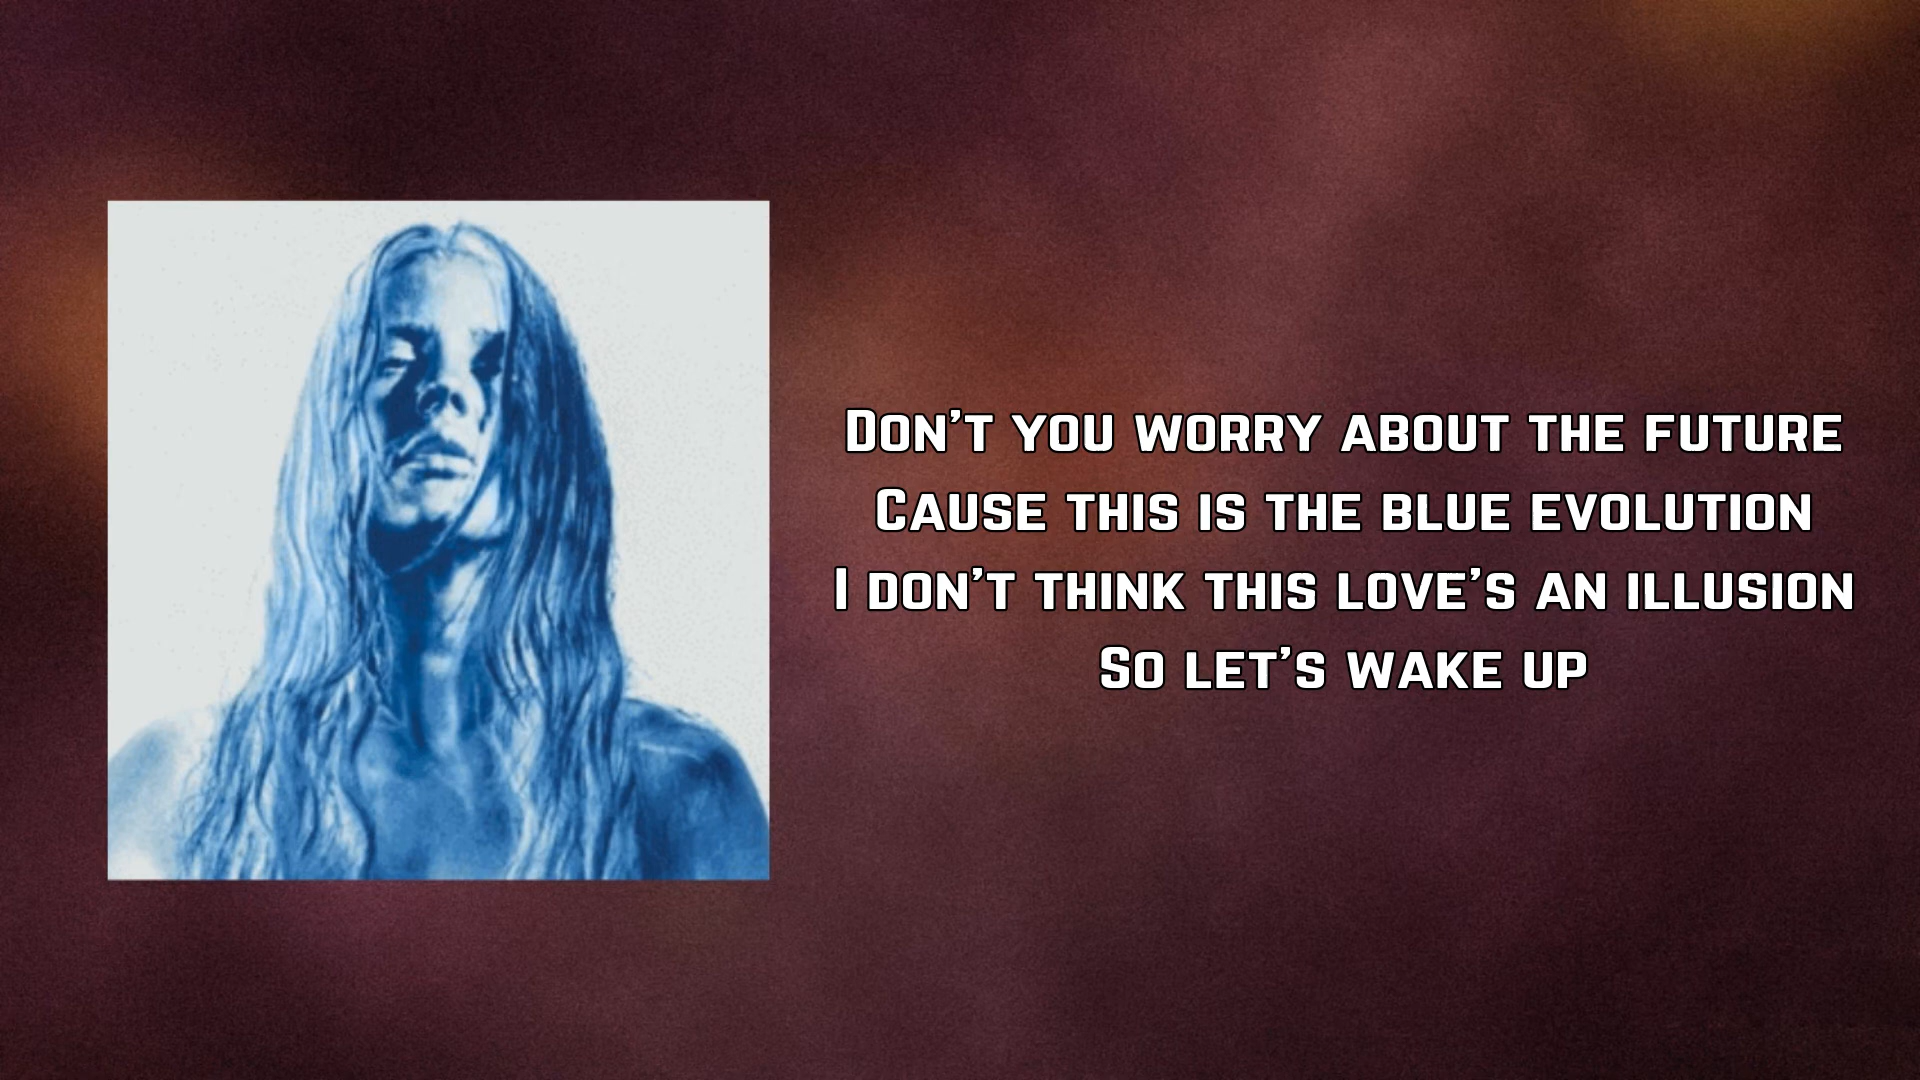 Don’t you worry about the future
Cause this is the blue evolution
I don’t think this love’s an illusion
So let’s wake up